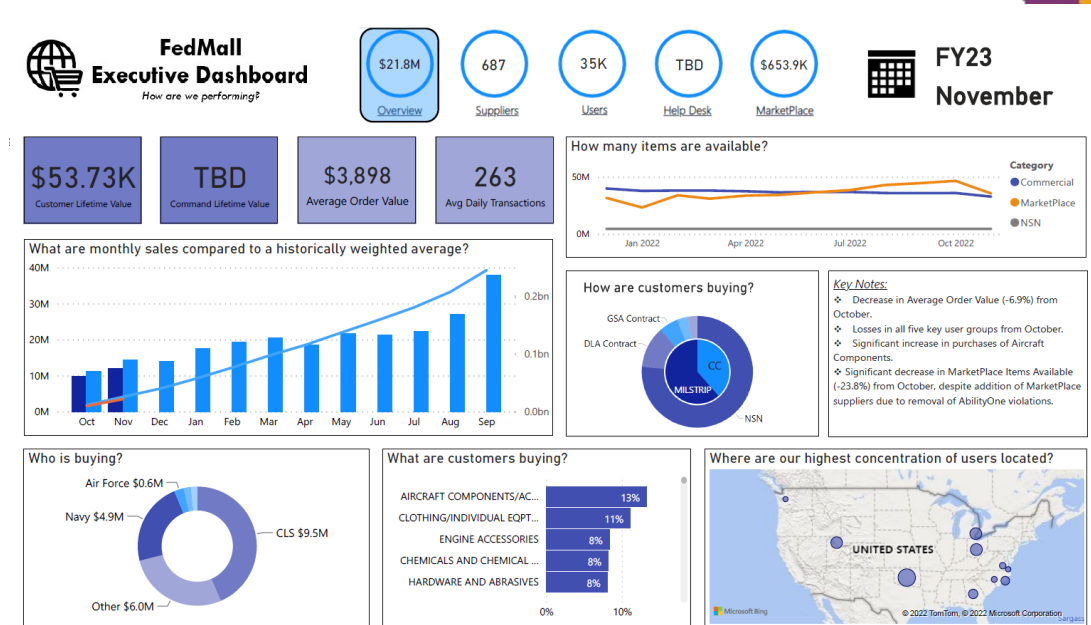 FedMall
Executive Dashboard
How are we performing?
$21.8M
Overview
687
Suppliers
35K
Users
TBD
Help Desk
$653.9K
MarketPlace
FY23
November
$53.73K
Customer Lifetime Value
TBD
Command Lifetime Value
$3,898
Average Order Value
263
Avg Daily Transactions
How many items are available?
50M
0M
Jan 2022
Apr 2022
Jul 2022
Oct 2022
Category
Commercial
MarketPlace
NSN
What are monthly sales compared to a historically weighted average?
40M
30M
20M
10M
0M
0.2bn
0.1bn
0.0bn
Oct Nov Dec Jan Feb Mar Apr May Jun Jul Aug Sep
How are customers buying?
GSA Contract
DLA Contract
CC
MILSTRIP
NSN
Key Notes:
❖ Decrease in Average Order Value (-6.9%) from
October.
❖ Losses in all five key user groups from October.
❖ Significant increase in purchases of Aircraft
Components.
❖ Significant decrease in MarketPlace Items Available
(-23.8%) from October, despite addition of MarketPlace
suppliers due to removal of AbilityOne violations.
Who is buying?
Air Force $0.6M
Navy $4.9M
CLS $9.5M
Other $6.0M
What are customers buying?
AIRCRAFT COMPONENTS/AC... 13%
CLOTHING/INDIVIDUAL EQPT... 11%
ENGINE ACCESSORIES 8%
CHEMICALS AND CHEMICAL ... 8%
HARDWARE AND ABRASIVES 8%
0% 10%
Where are our highest concentration of users located?
UNITED STATES
Microsoft Bing
© 2022 TomTom, © 2022 Microsoft Corporation
Sargass